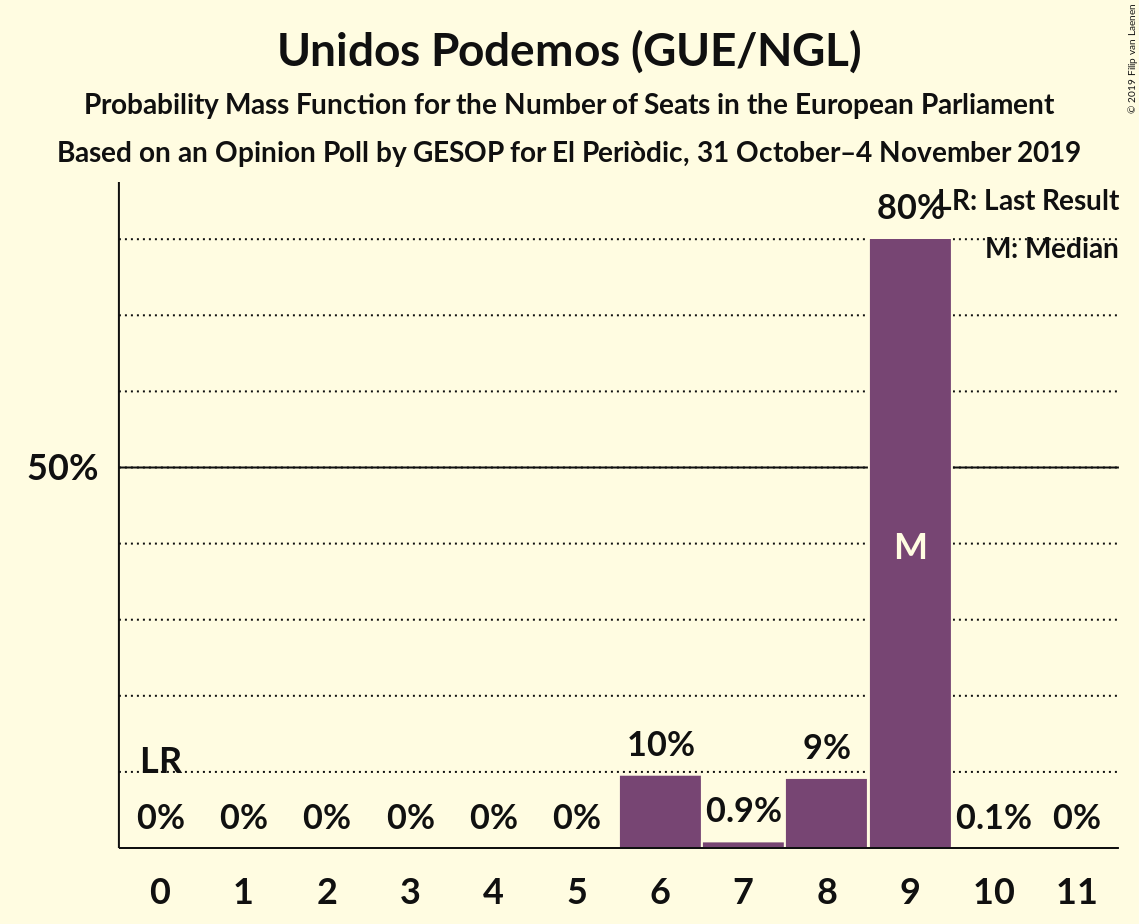 Unidos Podemos (GUE/NGL)
Probability Mass Function for the Number of Seats in the European Parliament
Based on an Opinion Poll by GESOP for El Periòdic, 31 October–4 November 2019
© 2019 Filip van Laenen
80%
LR: Last Result
M: Median
50%
M
LR
10%
9%
0%
0%
0%
0%
0%
0%
0.9%
0.1%
0%
0 1 2 3 4 5 6 7 8 9 10 11